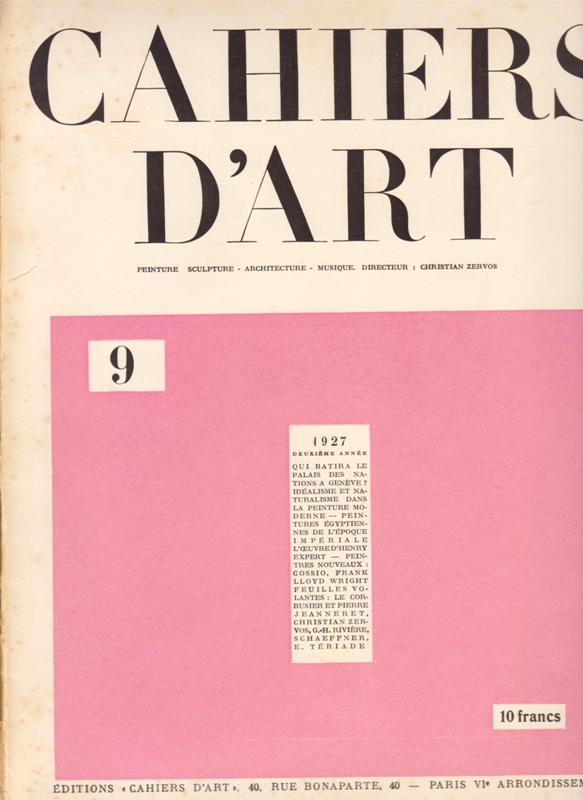 CAHIERS
D'ART
PEINTURE SCULPTURE - ARCHITECTURE - MUSIQUE. DIRECTEUR : CHRISTIAN ZERVOS
9
1927
DEUXIÈME ANNÉE
QUI BATIRA LE
PALAIS DES NA-
TIONS A GENÈVE ?
IDÉALISME ET NA-
TURALISME DANS
LA PEINTURE MO-
DERNE — PEIN-
TURES ÉGYPTIEN-
NES DE L'ÉPOQUE
IMPÉRIALE
L'ŒUVRE D'HENRY
EXPERT — PEIN-
TRES NOUVEAUX :
COSSIO, FRANK
LLOYD WRIGHT
FEUILLES VO-
LANTES : LE COR-
BUSIER ET PIERRE
JEANNERET,
CHRISTIAN ZER-
VOS, G.-H. RIVIÈRE,
SCHAEFFNER,
E. TÉRIADE
10 francs
ÉDITIONS "CAHIERS D'ART", 40, RUE BONAPARTE, 40 — PARIS VIe ARRONDISSEM